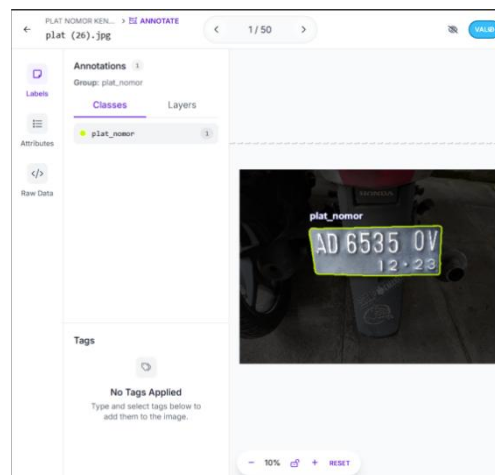 PLAT NOMOR KEN... > ANNOTATE
plat (26).jpg
1 / 50
VALID
Labels
Attributes
</>
Raw Data
Annotations 1
Group: plat_nomor
Classes
Layers
plat_nomor 1
HONDA
plat_nomor
AD 6535 OV
12·23
Tags
No Tags Applied
Type and select tags below to
add them to the image.
- 10% + RESET